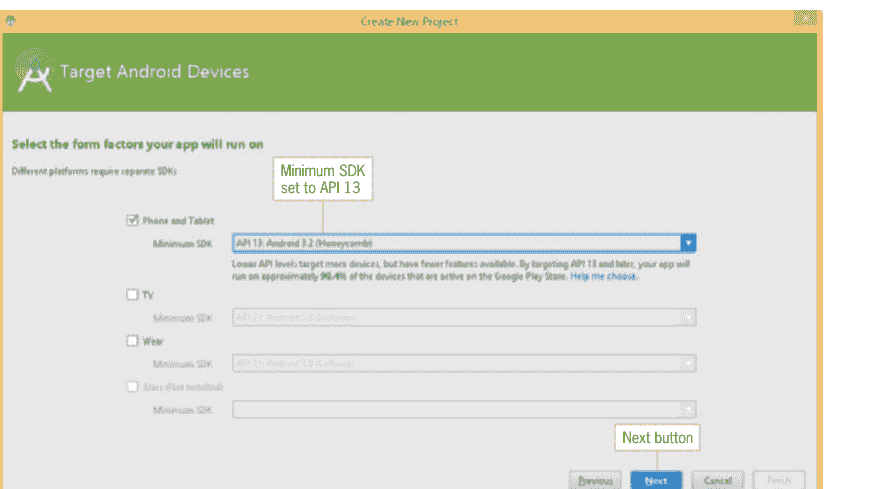 Create New Project
Target Android Devices
Select the form factors your app will run on
Different platforms require separate SDKs
Minimum SDK
set to API 13
Phone and Tablet
Minimum SDK
API 13: Android 3.2 (Honeycomb)
Lower API levels target more devices, but have fewer features available. By targeting API 13 and later, your app will
run on approximately of the devices that are active on the Google Play Store. Help me choose.
TV
Minimum SDK
Wear
Minimum SDK
(Not Installed)
Minimum SDK
Next button
Previous
Next
Cancel
Finish